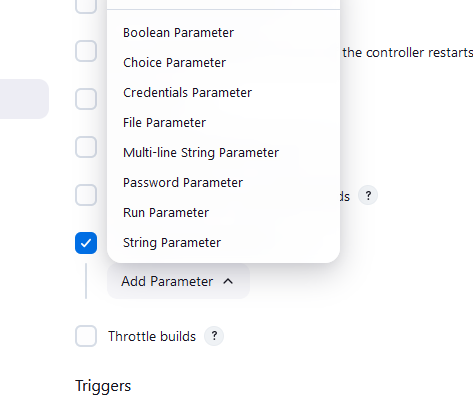 Boolean Parameter
Choice Parameter
the controller restarts
Credentials Parameter
File Parameter
Multi-line String Parameter
Password Parameter
?
Run Parameter
String Parameter
Add Parameter
Throttle builds ?
Triggers